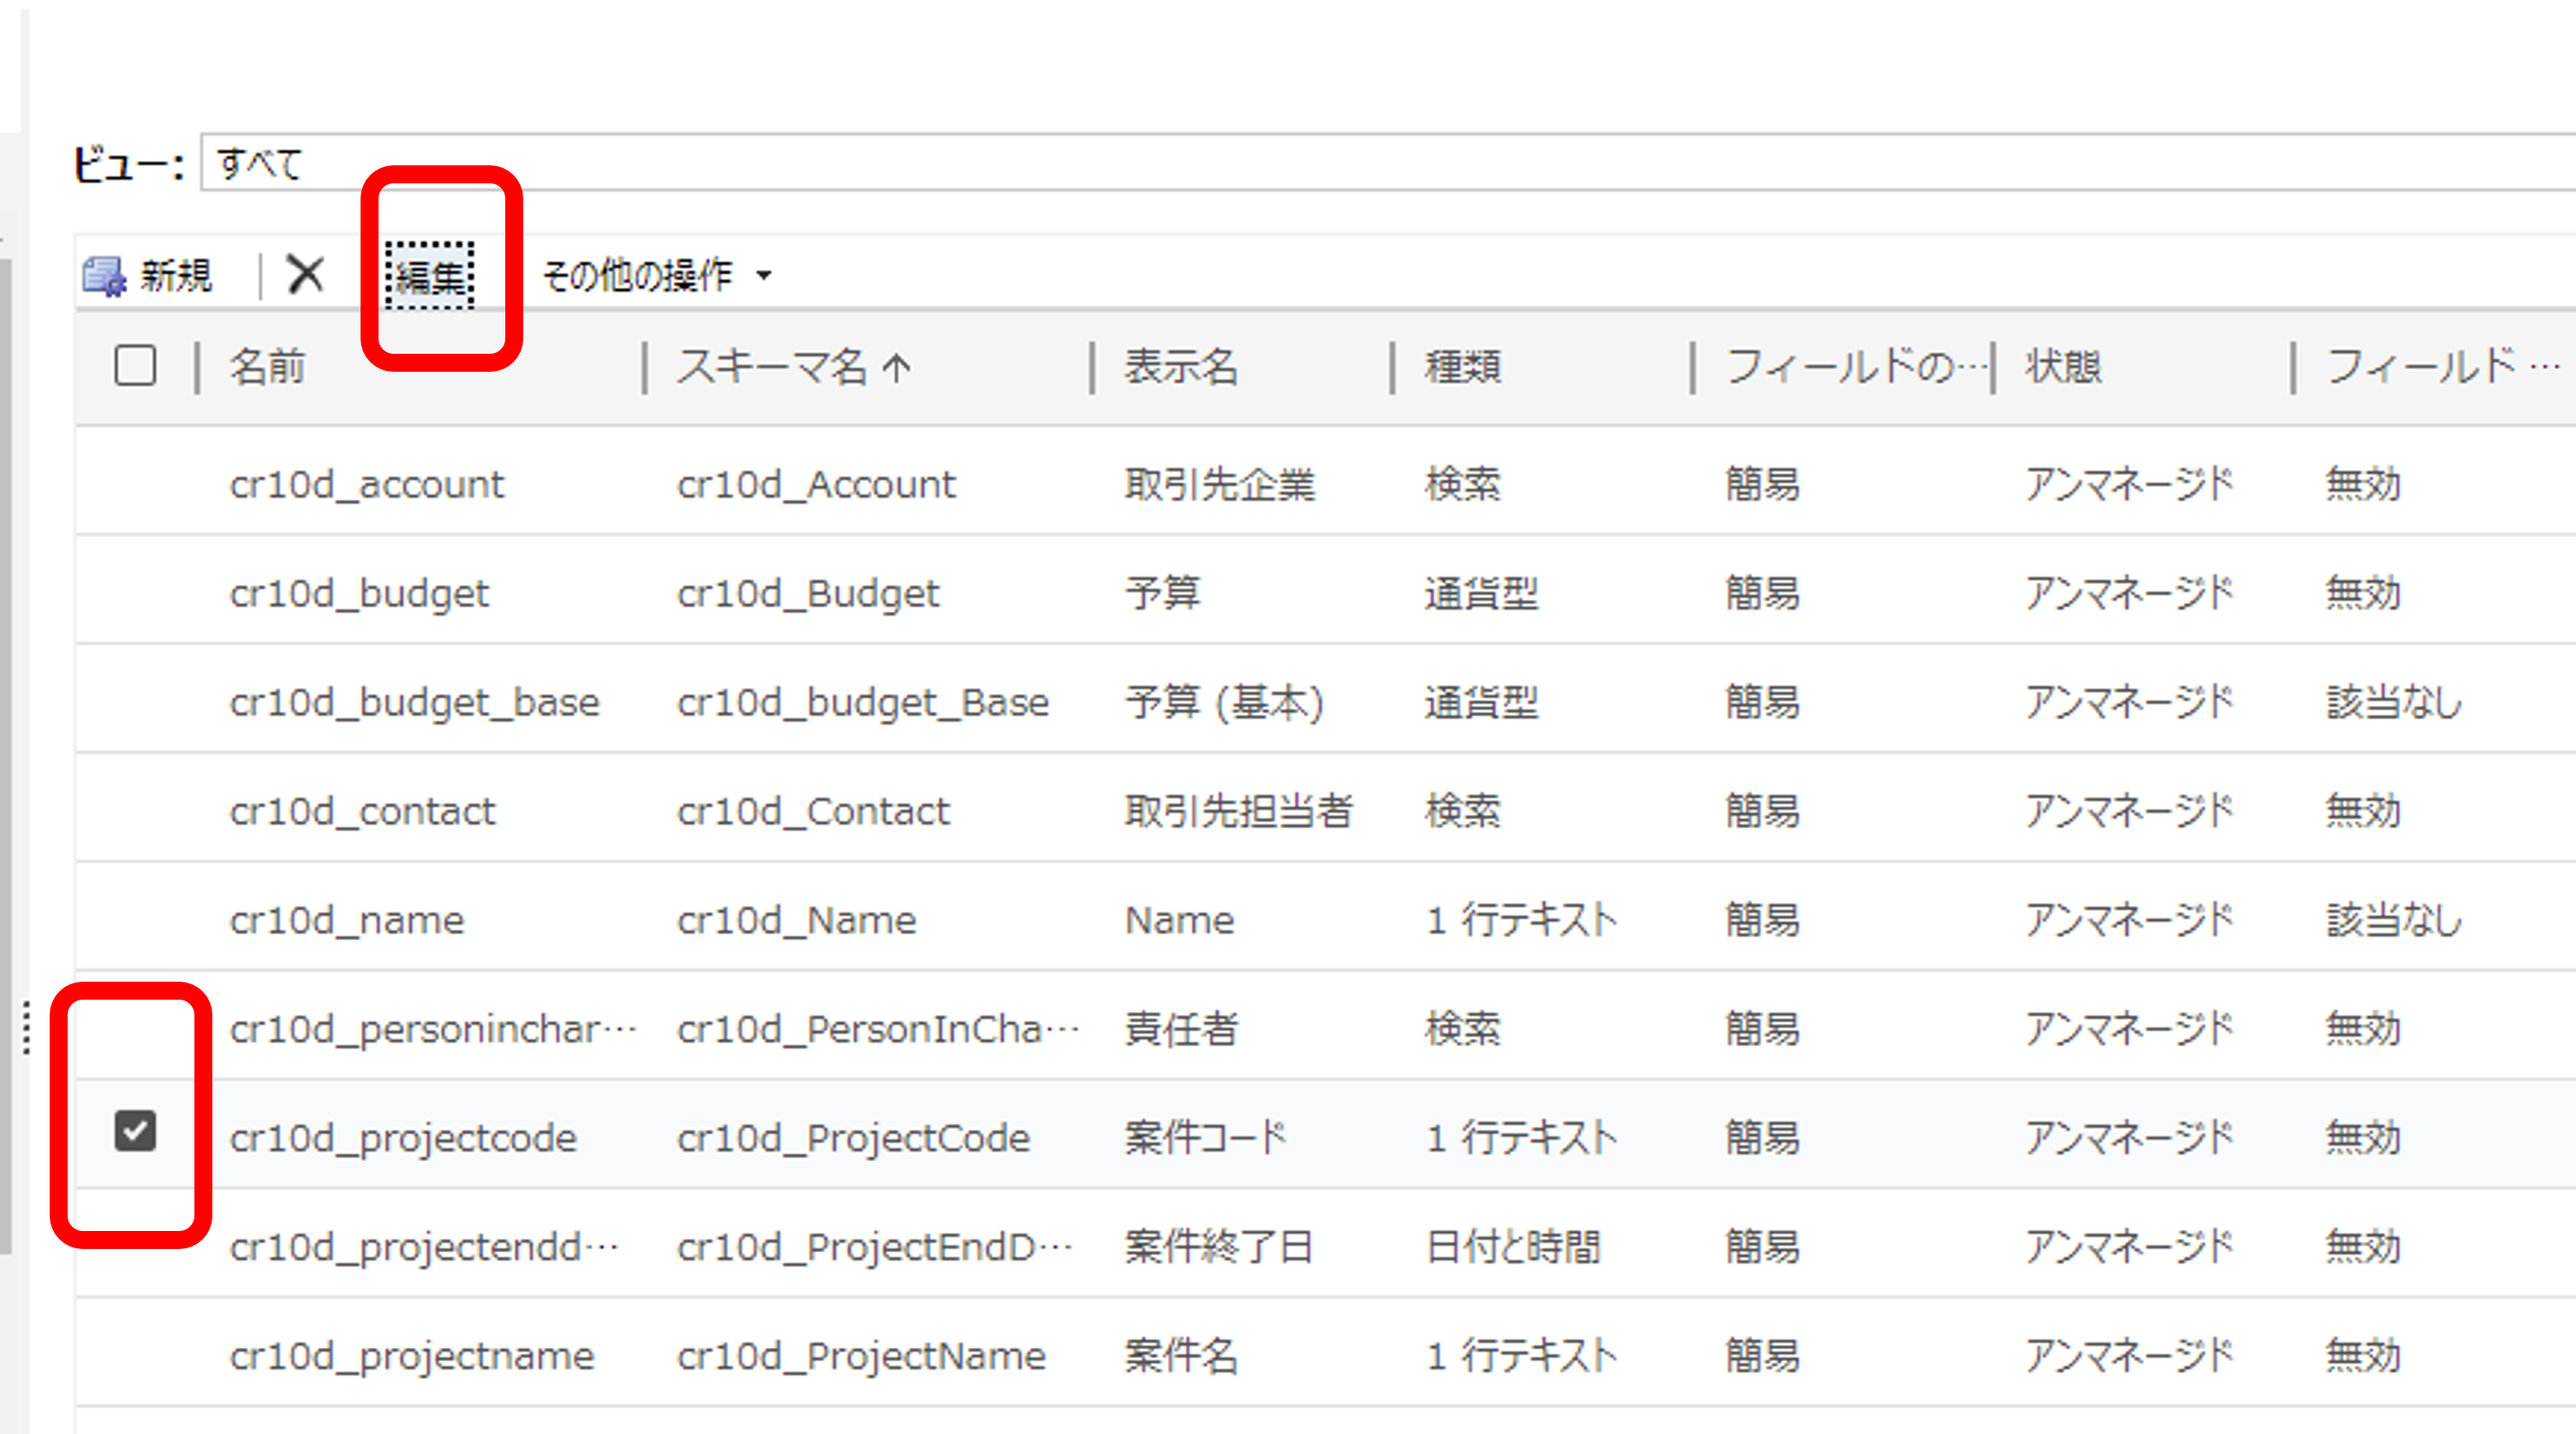 ビュー: すべて
新規 編集 その他の操作
名前 スキーマ名 ↑ 表示名 種類 フィールドの… 状態 フィールド …
cr10d_account cr10d_Account 取引先企業 検索 簡易 アンマネージド 無効
cr10d_budget cr10d_Budget 予算 通貨型 簡易 アンマネージド 無効
cr10d_budget_base cr10d_budget_Base 予算 (基本) 通貨型 簡易 アンマネージド 該当なし
cr10d_contact cr10d_Contact 取引先担当者 検索 簡易 アンマネージド 無効
cr10d_name cr10d_Name Name 1 行テキスト 簡易 アンマネージド 該当なし
cr10d_personinchar… cr10d_PersonInCha… 責任者 検索 簡易 アンマネージド 無効
cr10d_projectcode cr10d_ProjectCode 案件コード 1 行テキスト 簡易 アンマネージド 無効
cr10d_projectendd… cr10d_ProjectEndD… 案件終了日 日付と時間 簡易 アンマネージド 無効
cr10d_projectname cr10d_ProjectName 案件名 1 行テキスト 簡易 アンマネージド 無効